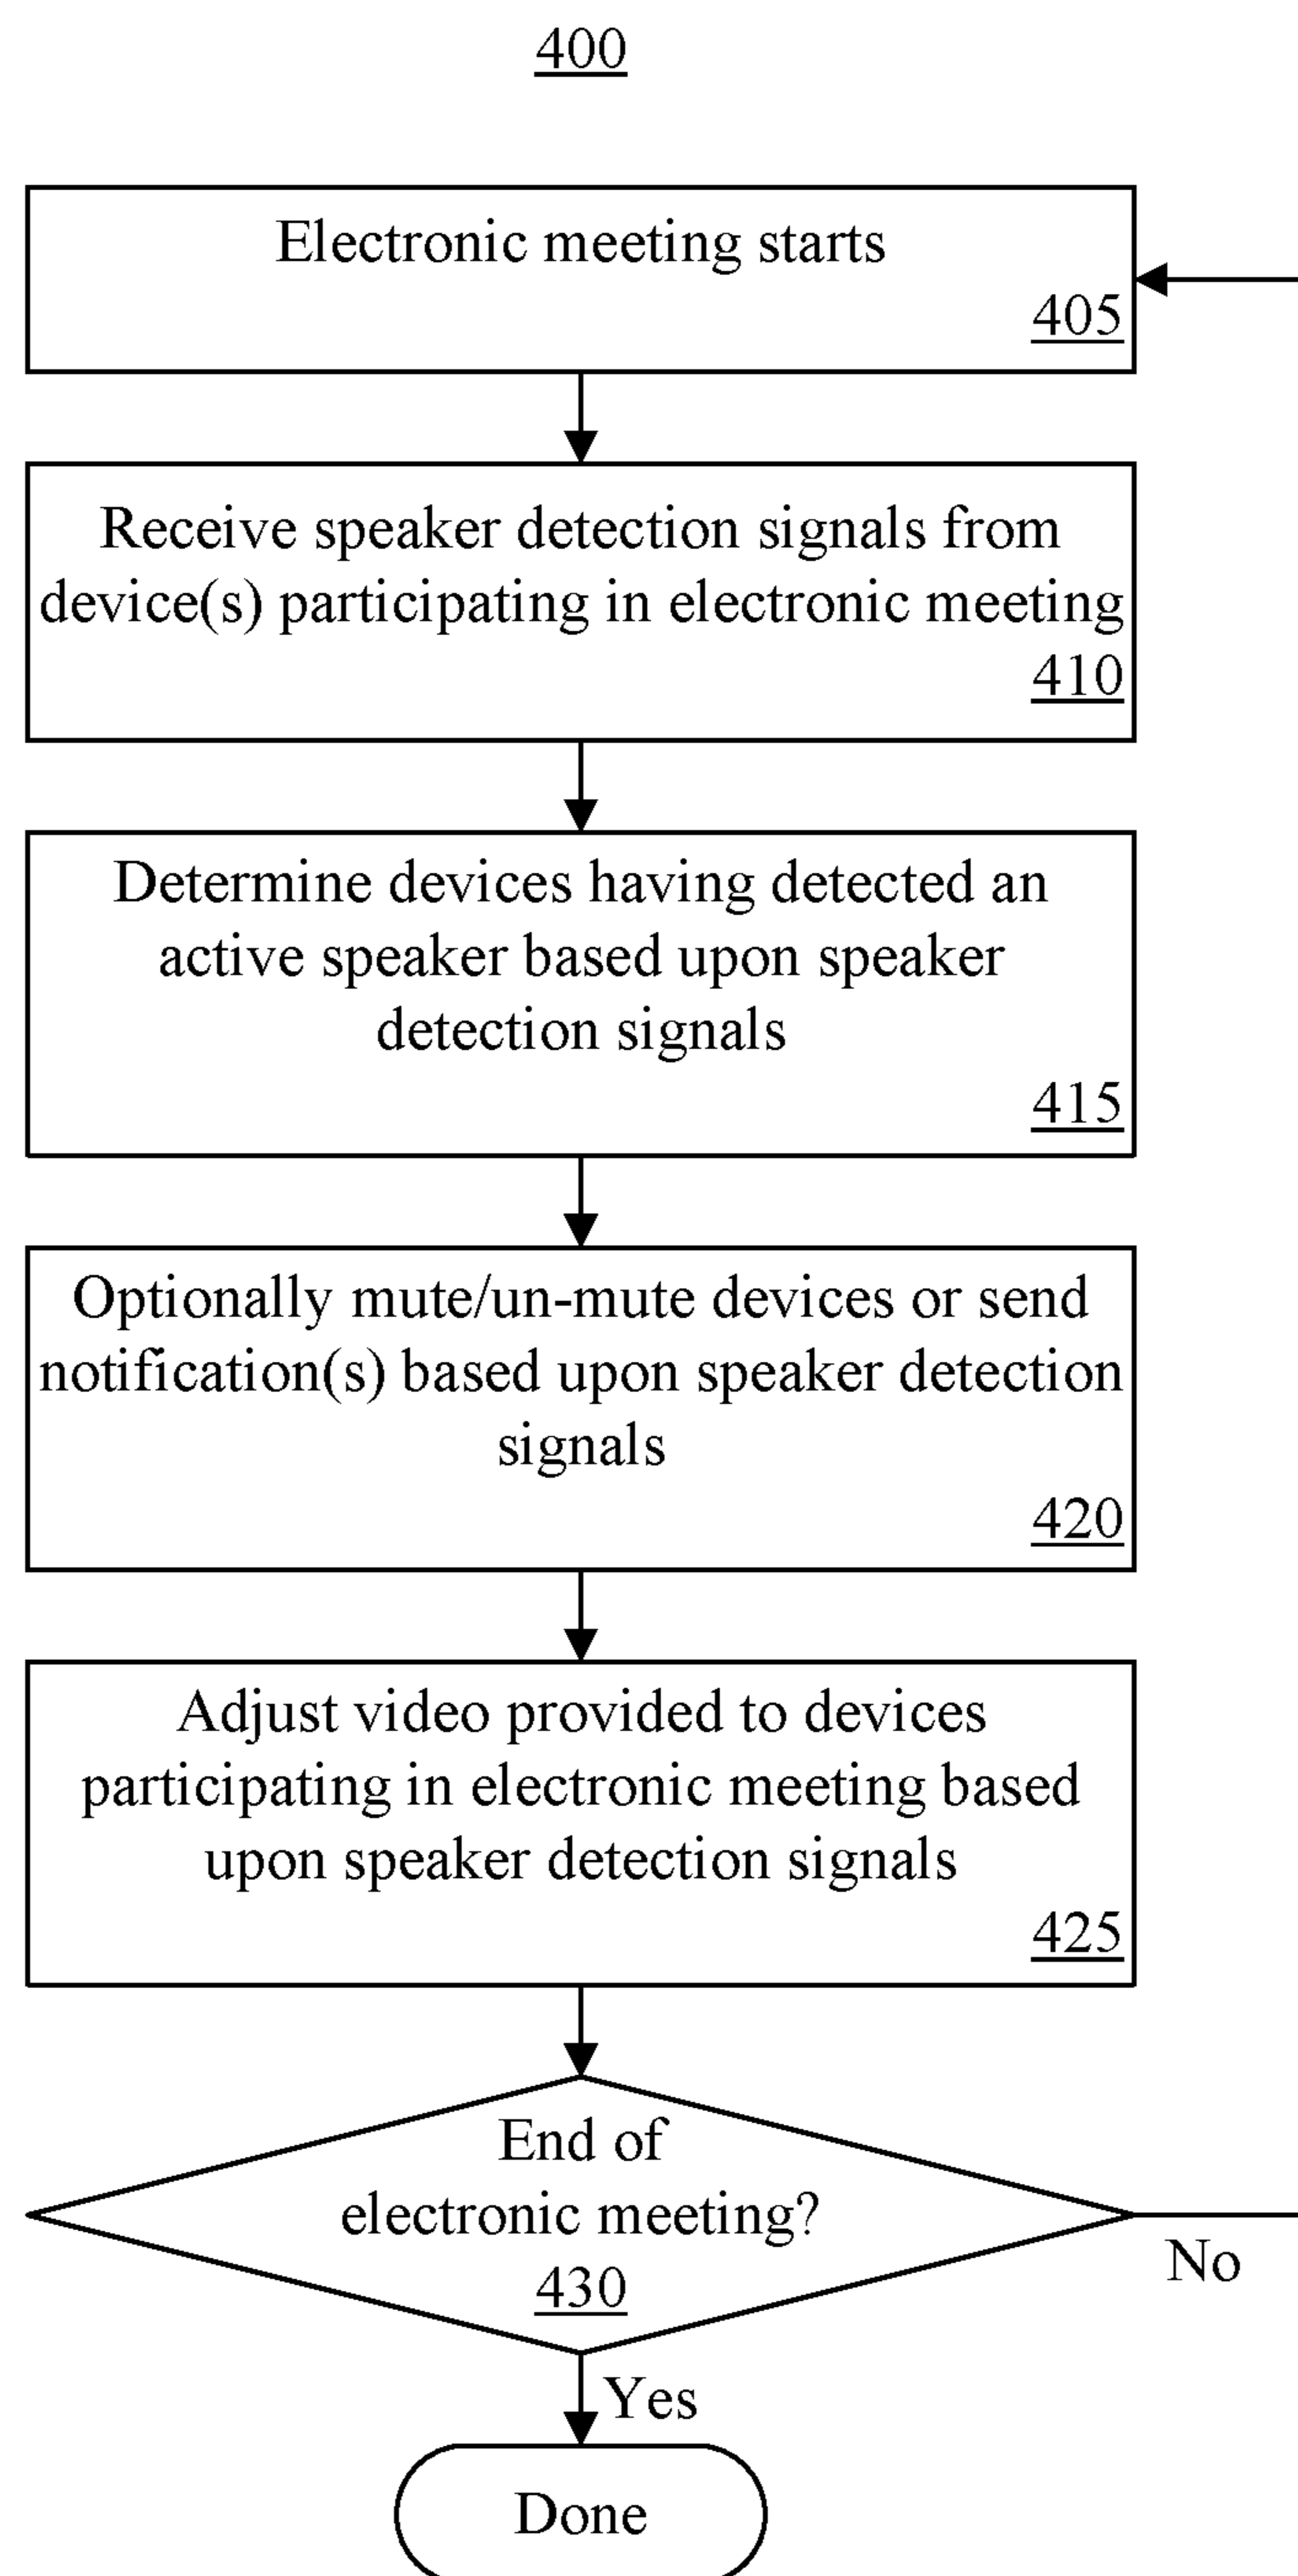 400
Electronic meeting starts
405
Receive speaker detection signals from
device(s) participating in electronic meeting
410
Determine devices having detected an
active speaker based upon speaker
detection signals
415
Optionally mute/un-mute devices or send
notification(s) based upon speaker detection
signals
420
Adjust video provided to devices
participating in electronic meeting based
upon speaker detection signals
425
End of
electronic meeting?
430
No
Yes
Done